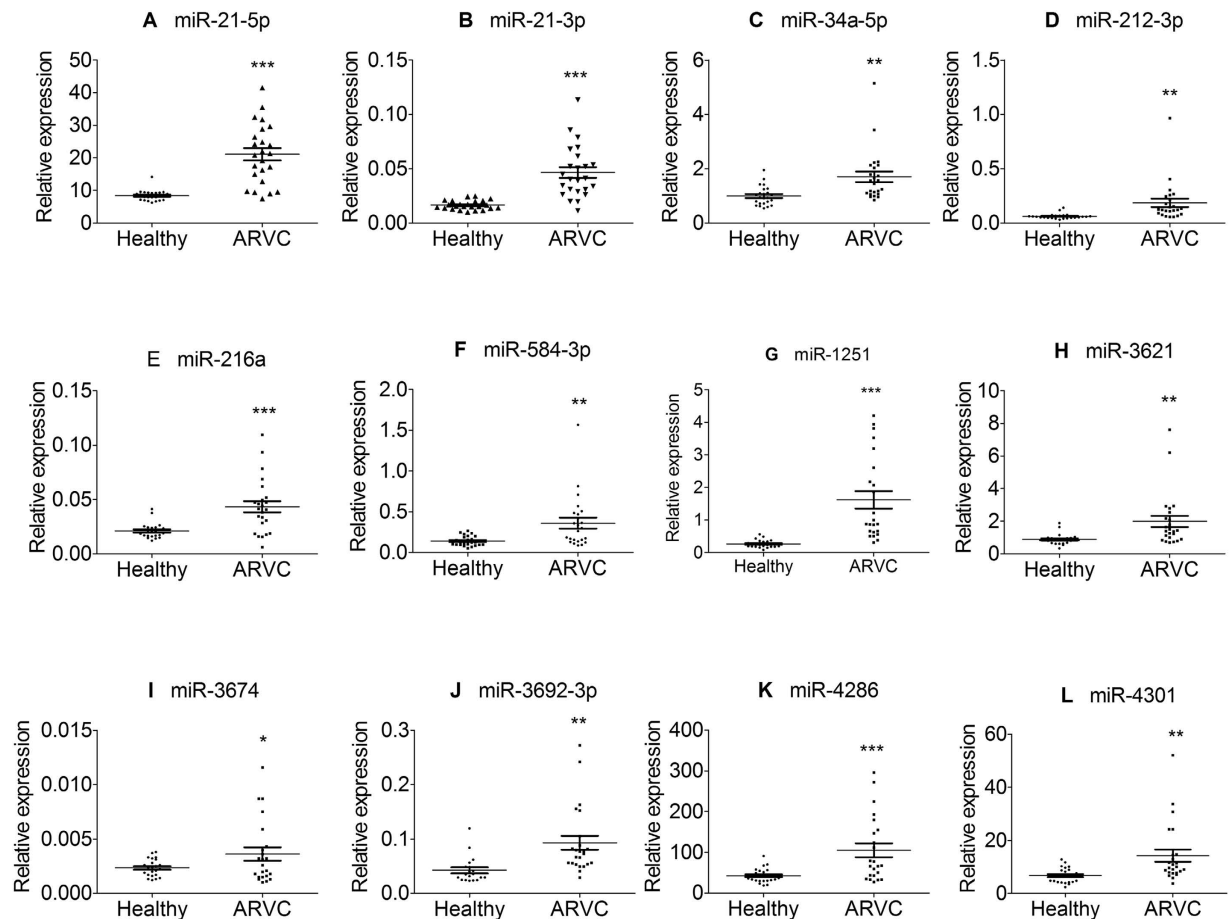 A miR-21-5p
B miR-21-3p
C miR-34a-5p
D miR-212-3p
Relative expression
50
40
30
20
10
0
***
Healthy ARVC
Relative expression
0.15
0.10
0.05
0.00
***
Healthy ARVC
Relative expression
6
4
2
0
**
Healthy ARVC
Relative expression
1.5
1.0
0.5
0.0
**
Healthy ARVC
E miR-216a
F miR-584-3p
G miR-1251
H miR-3621
Relative expression
0.15
0.10
0.05
0.00
***
Healthy ARVC
Relative expression
2.0
1.5
1.0
0.5
0.0
**
Healthy ARVC
Relative expression
5
4
3
2
1
0
***
Healthy ARVC
Relative expression
10
8
6
4
2
0
**
Healthy ARVC
I miR-3674
J miR-3692-3p
K miR-4286
L miR-4301
Relative expression
0.015
0.010
0.005
0.000
*
Healthy ARVC
Relative expression
0.3
0.2
0.1
0.0
**
Healthy ARVC
Relative expression
400
300
200
100
0
***
Healthy ARVC
Relative expression
60
40
20
0
**
Healthy ARVC